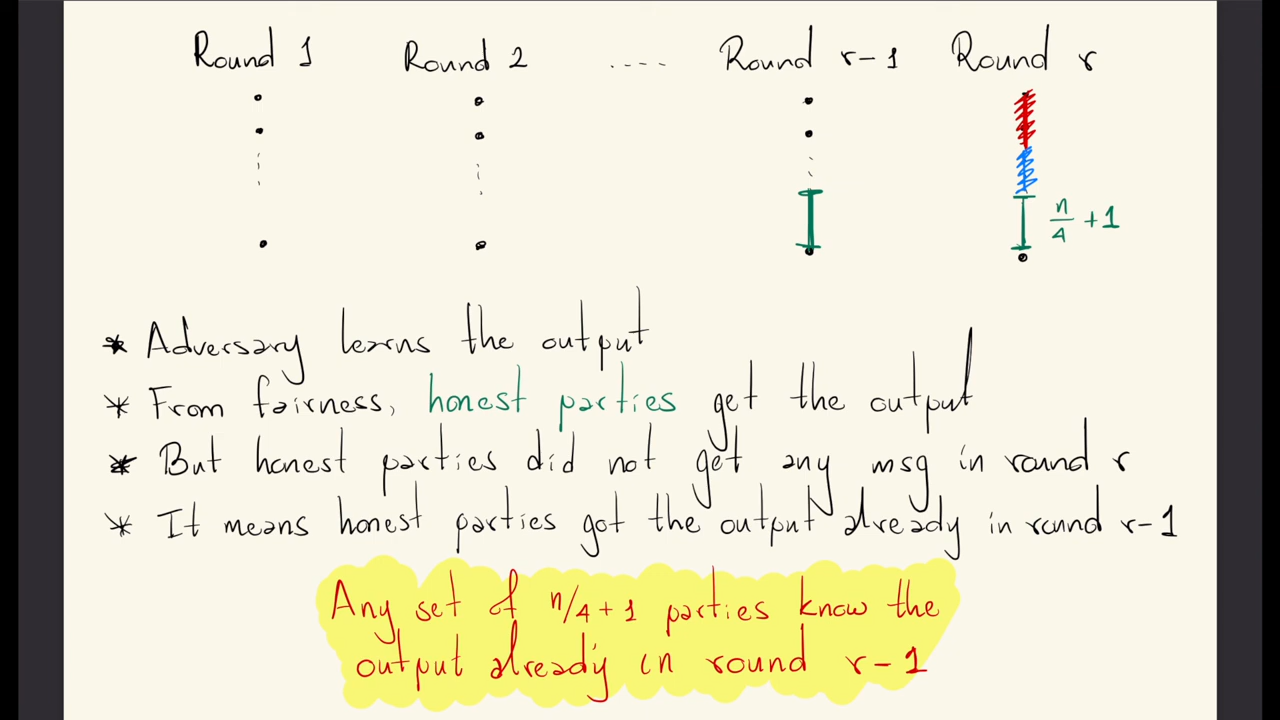 Round 1 Round 2 .... Round r-1 Round r
n/4 +1
* Adversary learns the output
* From fairness, honest parties get the output
* But honest parties did not get any msg in round r
* It means honest parties got the output already in round r-1
Any set of n/4+1 parties know the
output already in round r-1